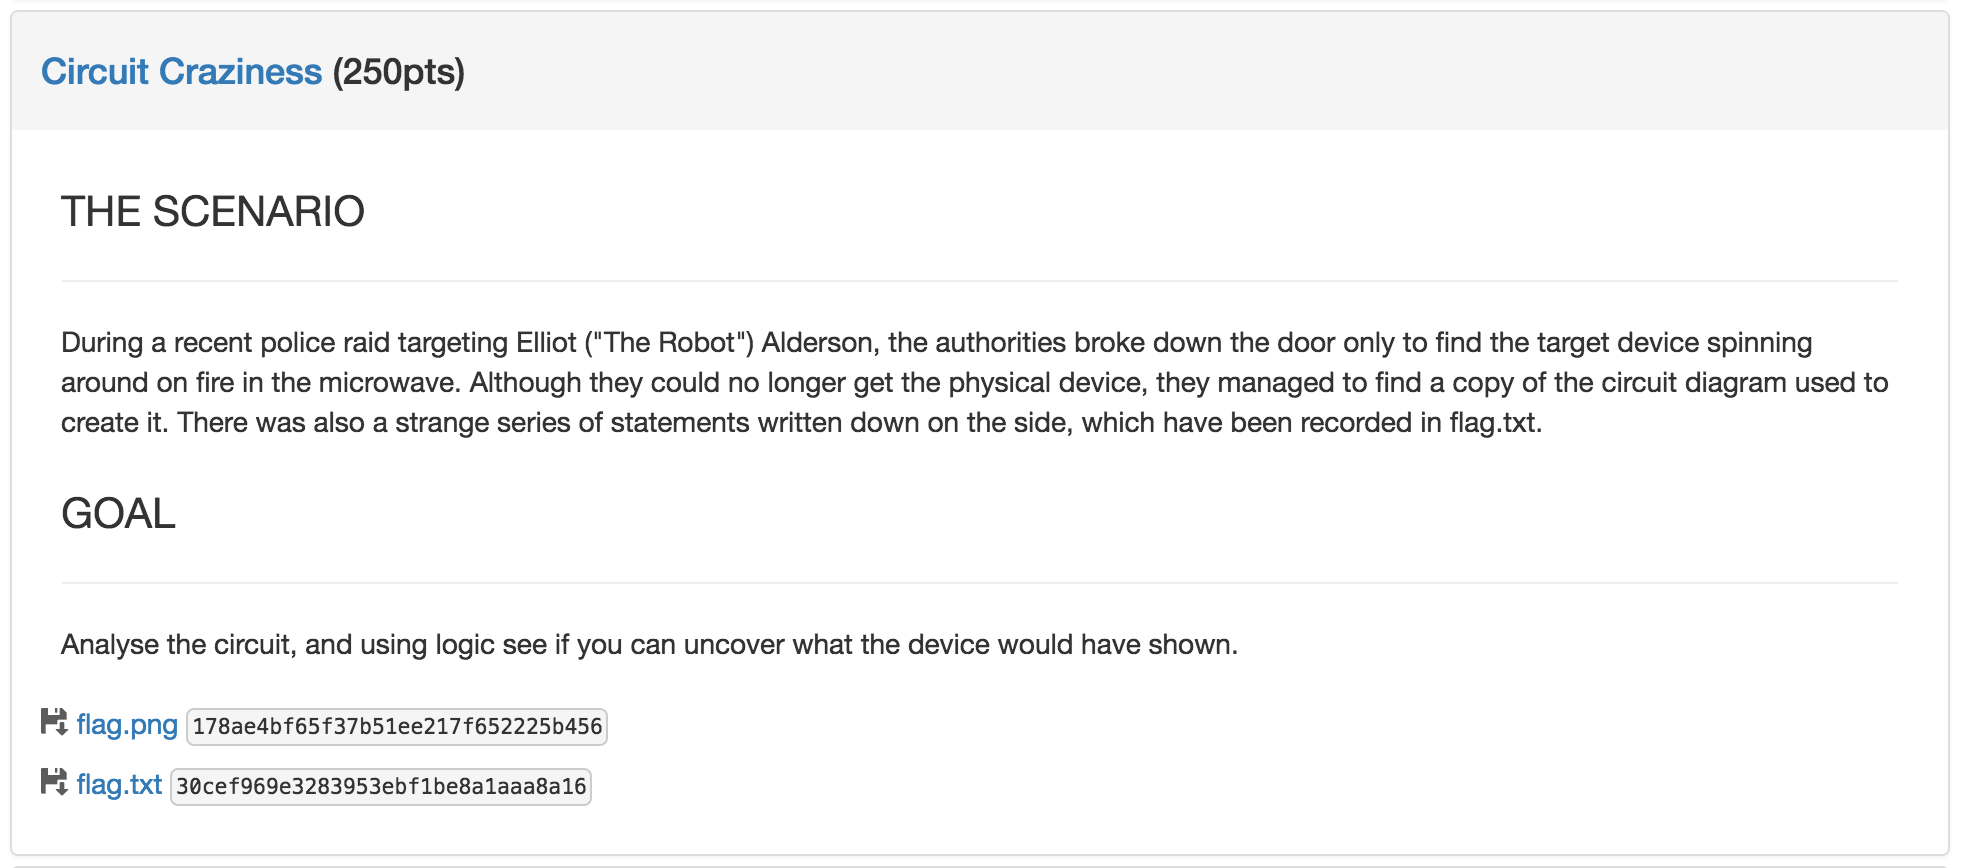 Circuit Craziness (250pts)
THE SCENARIO
During a recent police raid targeting Elliot ("The Robot") Alderson, the authorities broke down the door only to find the target device spinning
around on fire in the microwave. Although they could no longer get the physical device, they managed to find a copy of the circuit diagram used to
create it. There was also a strange series of statements written down on the side, which have been recorded in flag.txt.
GOAL
Analyse the circuit, and using logic see if you can uncover what the device would have shown.
flag.png 178ae4bf65f37b51ee217f652225b456
flag.txt 30cef969e3283953ebf1be8a1aaa8a16